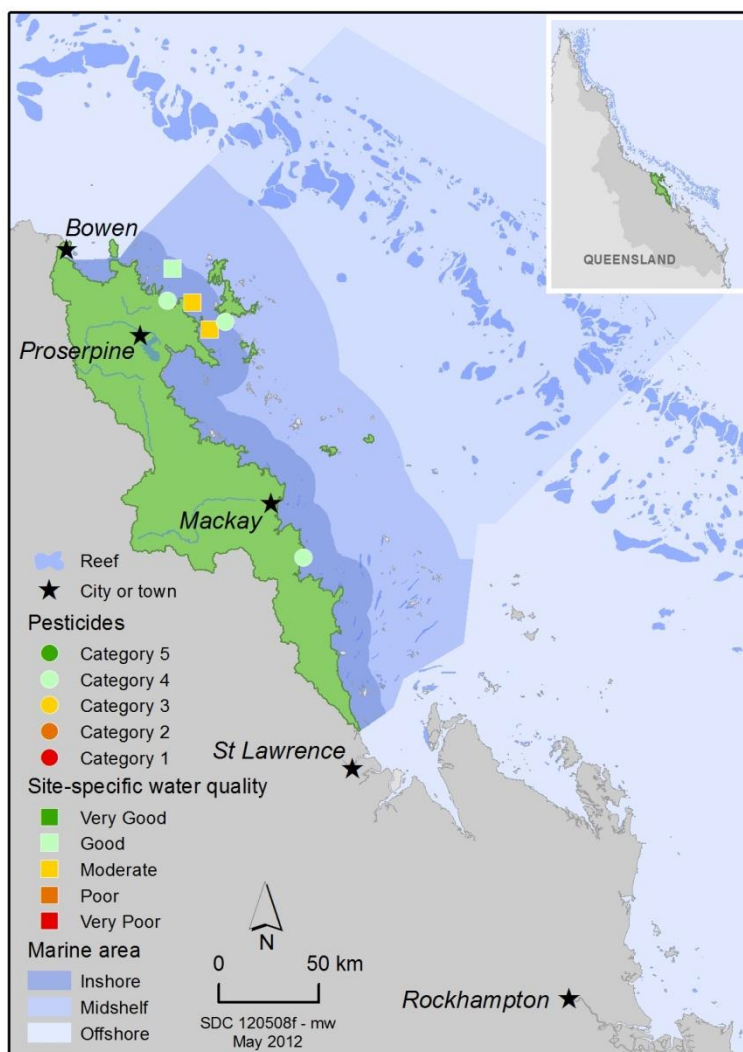 QUEENSLAND
Bowen
Proserpine
Mackay
Reef
City or town
Pesticides
Category 5
Category 4
Category 3
Category 2
Category 1
St Lawrence
Site-specific water quality
Very Good
Good
Moderate
Poor
Very Poor
Marine area
Inshore
Midshelf
Offshore
N
0 50 km
SDC 120508f - mw
May 2012
Rockhampton